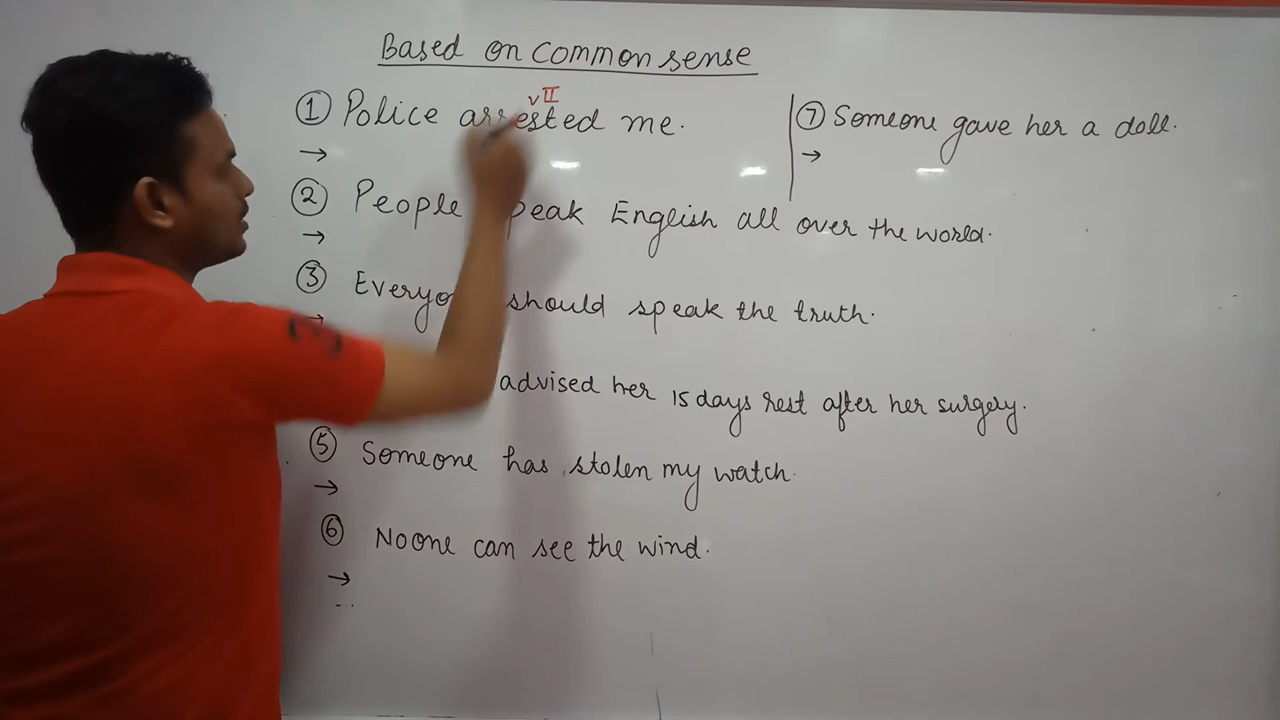 Based on Common sense
① Police arrested me.
V II
→
② People speak English all over the world.
→
③ Everyone should speak the truth.
→
advised her 15 days rest after her surgery.
⑤ Someone has stolen my watch.
→
⑥ Noone can see the wind.
→
..
⑦ Someone gave her a doll.
→